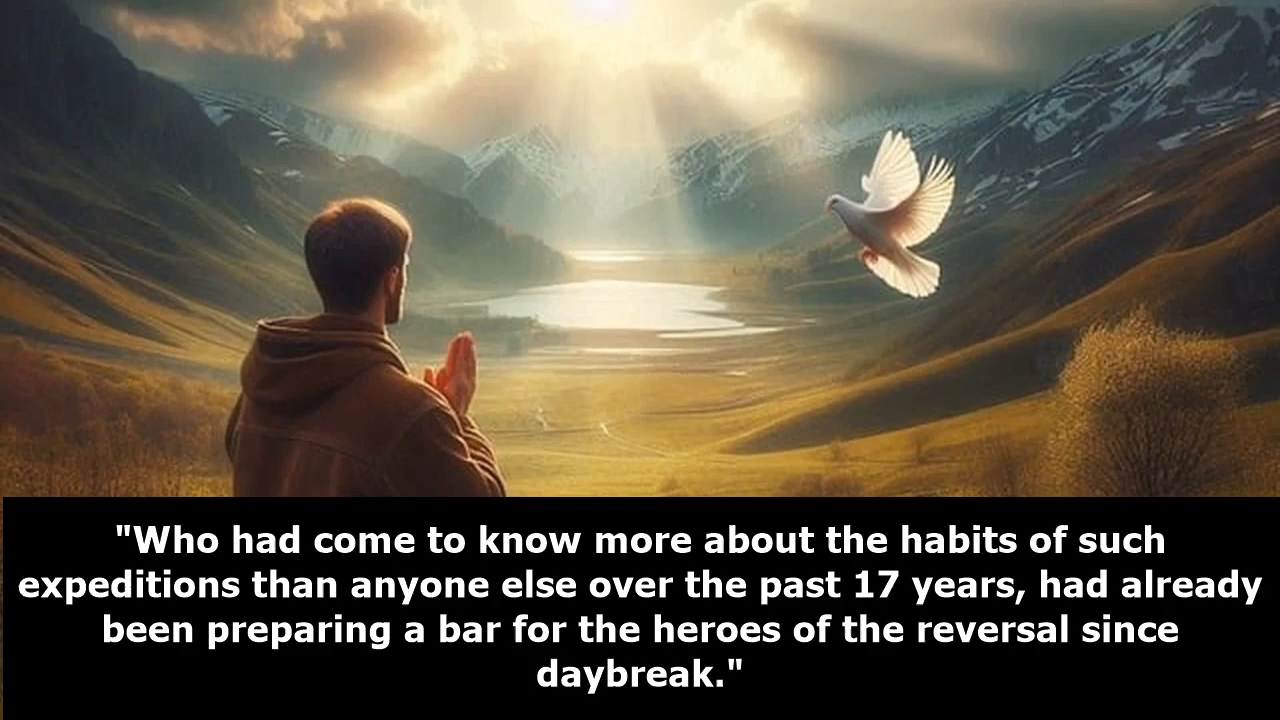 "Who had come to know more about the habits of such
expeditions than anyone else over the past 17 years, had already
been preparing a bar for the heroes of the reversal since
daybreak."